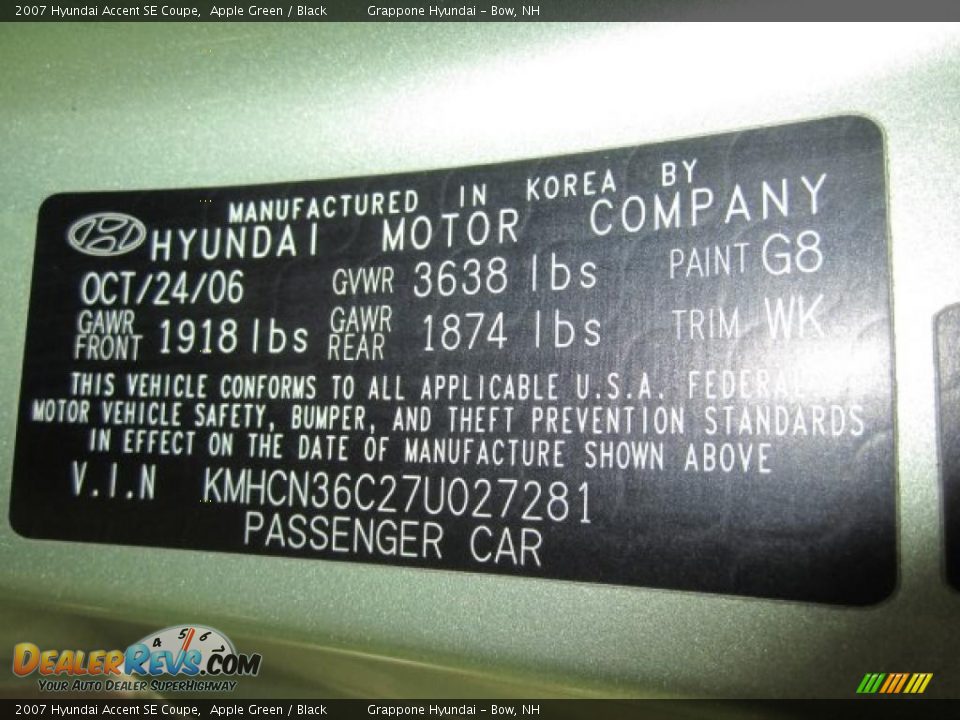 2007 Hyundai Accent SE Coupe,  Apple Green / Black  Grappone Hyundai - Bow, NH
MANUFACTURED IN KOREA BY
HYUNDAI MOTOR COMPANY
OCT/24/06 GVWR 3638 lbs PAINT G8
GAWR FRONT 1918 lbs GAWR REAR 1874 lbs TRIM WK
THIS VEHICLE CONFORMS TO ALL APPLICABLE U.S.A. FEDERAL
MOTOR VEHICLE SAFETY, BUMPER, AND THEFT PREVENTION STANDARDS
IN EFFECT ON THE DATE OF MANUFACTURE SHOWN ABOVE
V.I.N KMHCN36C27U027281
PASSENGER CAR
4 5 6
DEALERREVS.COM
YOUR AUTO DEALER SUPERHIGHWAY
2007 Hyundai Accent SE Coupe,  Apple Green / Black  Grappone Hyundai - Bow, NH